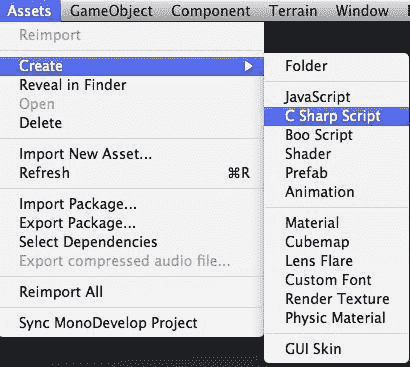 Assets GameObject Component Terrain Window
Reimport
Create
Reveal in Finder
Open
Delete
Import New Asset...
Refresh ⌘R
Import Package...
Export Package...
Select Dependencies
Export compressed audio file...
Reimport All
Sync MonoDevelop Project
Folder
JavaScript
C Sharp Script
Boo Script
Shader
Prefab
Animation
Material
Cubemap
Lens Flare
Custom Font
Render Texture
Physic Material
GUI Skin